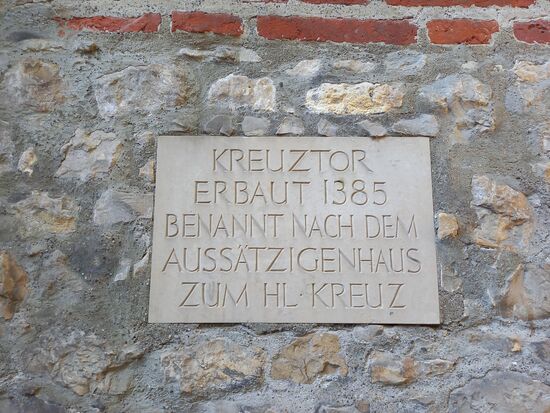 KREUZTOR
ERBAUT 1385
BENANNT NACH DEM
AUSSÄTZIGENHAUS
ZUM HL· KREUZ